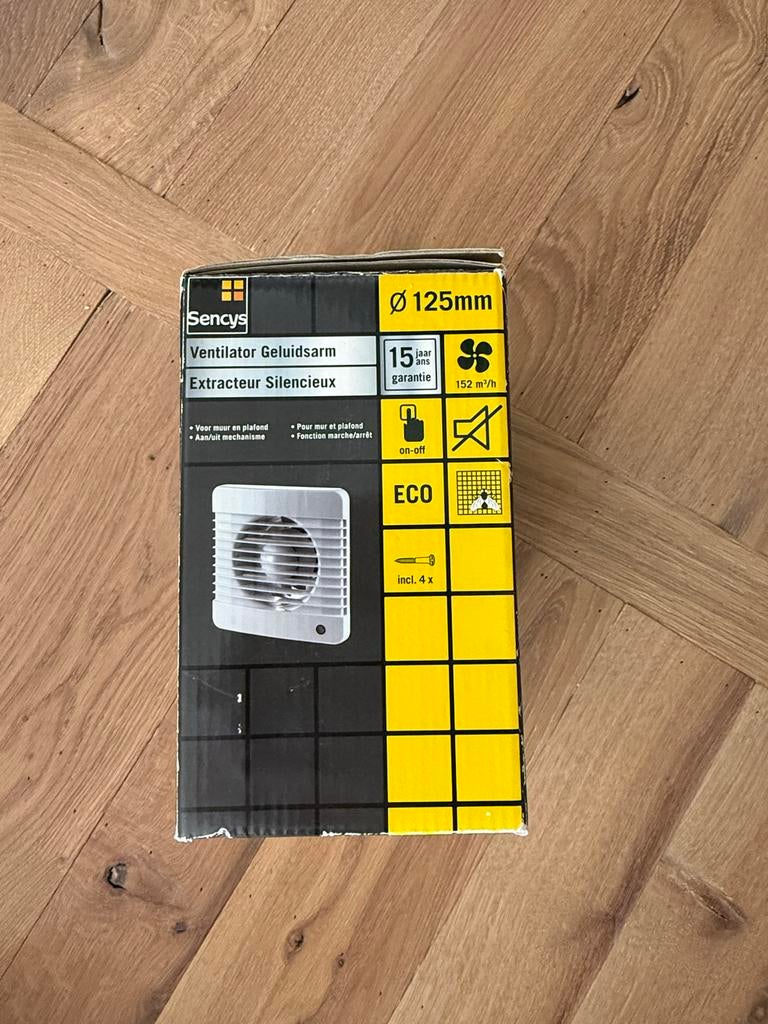 Sencys
Ø 125mm
Ventilator Geluidsarm
Extracteur Silencieux
15 jaar
ans
garantie
152 m³/h
• Voor muur en plafond
• Aan/uit mechanisme
• Pour mur et plafond
• Fonction marche/arrêt
on-off
ECO
incl. 4 x